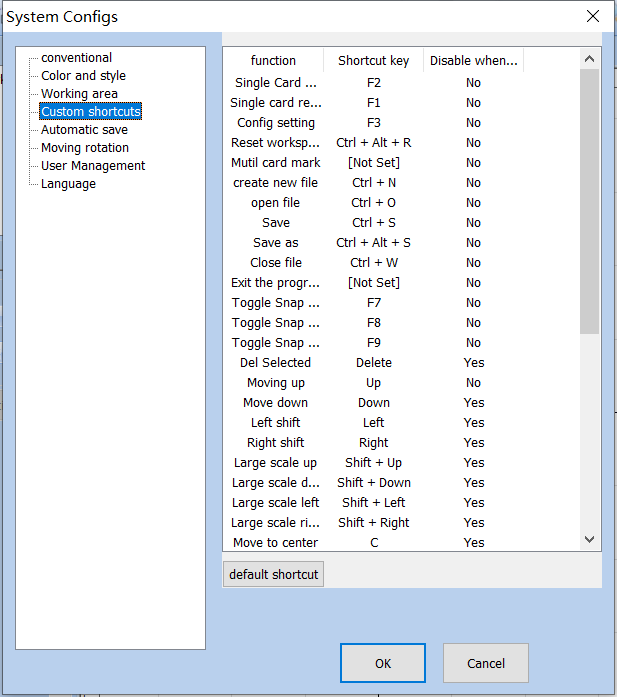 System Configs
conventional
Color and style
Working area
Custom shortcuts
Automatic save
Moving rotation
User Management
Language
function Shortcut key Disable when...
Single Card ... F2 No
Single card re... F1 No
Config setting F3 No
Reset worksp... Ctrl + Alt + R No
Mutil card mark [Not Set] No
create new file Ctrl + N No
open file Ctrl + O No
Save Ctrl + S No
Save as Ctrl + Alt + S No
Close file Ctrl + W No
Exit the progr... [Not Set] No
Toggle Snap ... F7 No
Toggle Snap ... F8 No
Toggle Snap ... F9 No
Del Selected Delete Yes
Moving up Up No
Move down Down Yes
Left shift Left Yes
Right shift Right Yes
Large scale up Shift + Up Yes
Large scale d... Shift + Down Yes
Large scale left Shift + Left Yes
Large scale ri... Shift + Right Yes
Move to center C Yes
default shortcut
OK Cancel